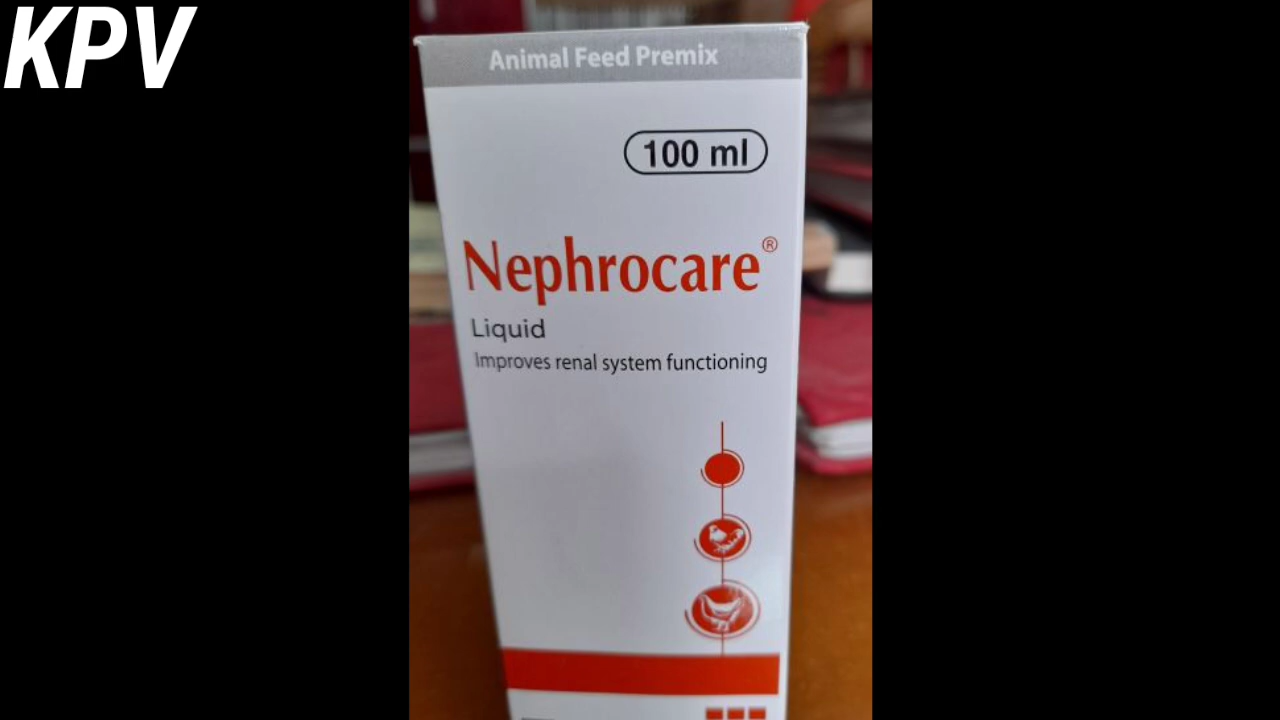 KPV
Animal Feed Premix
100 ml
Nephrocare®
Liquid
Improves renal system functioning